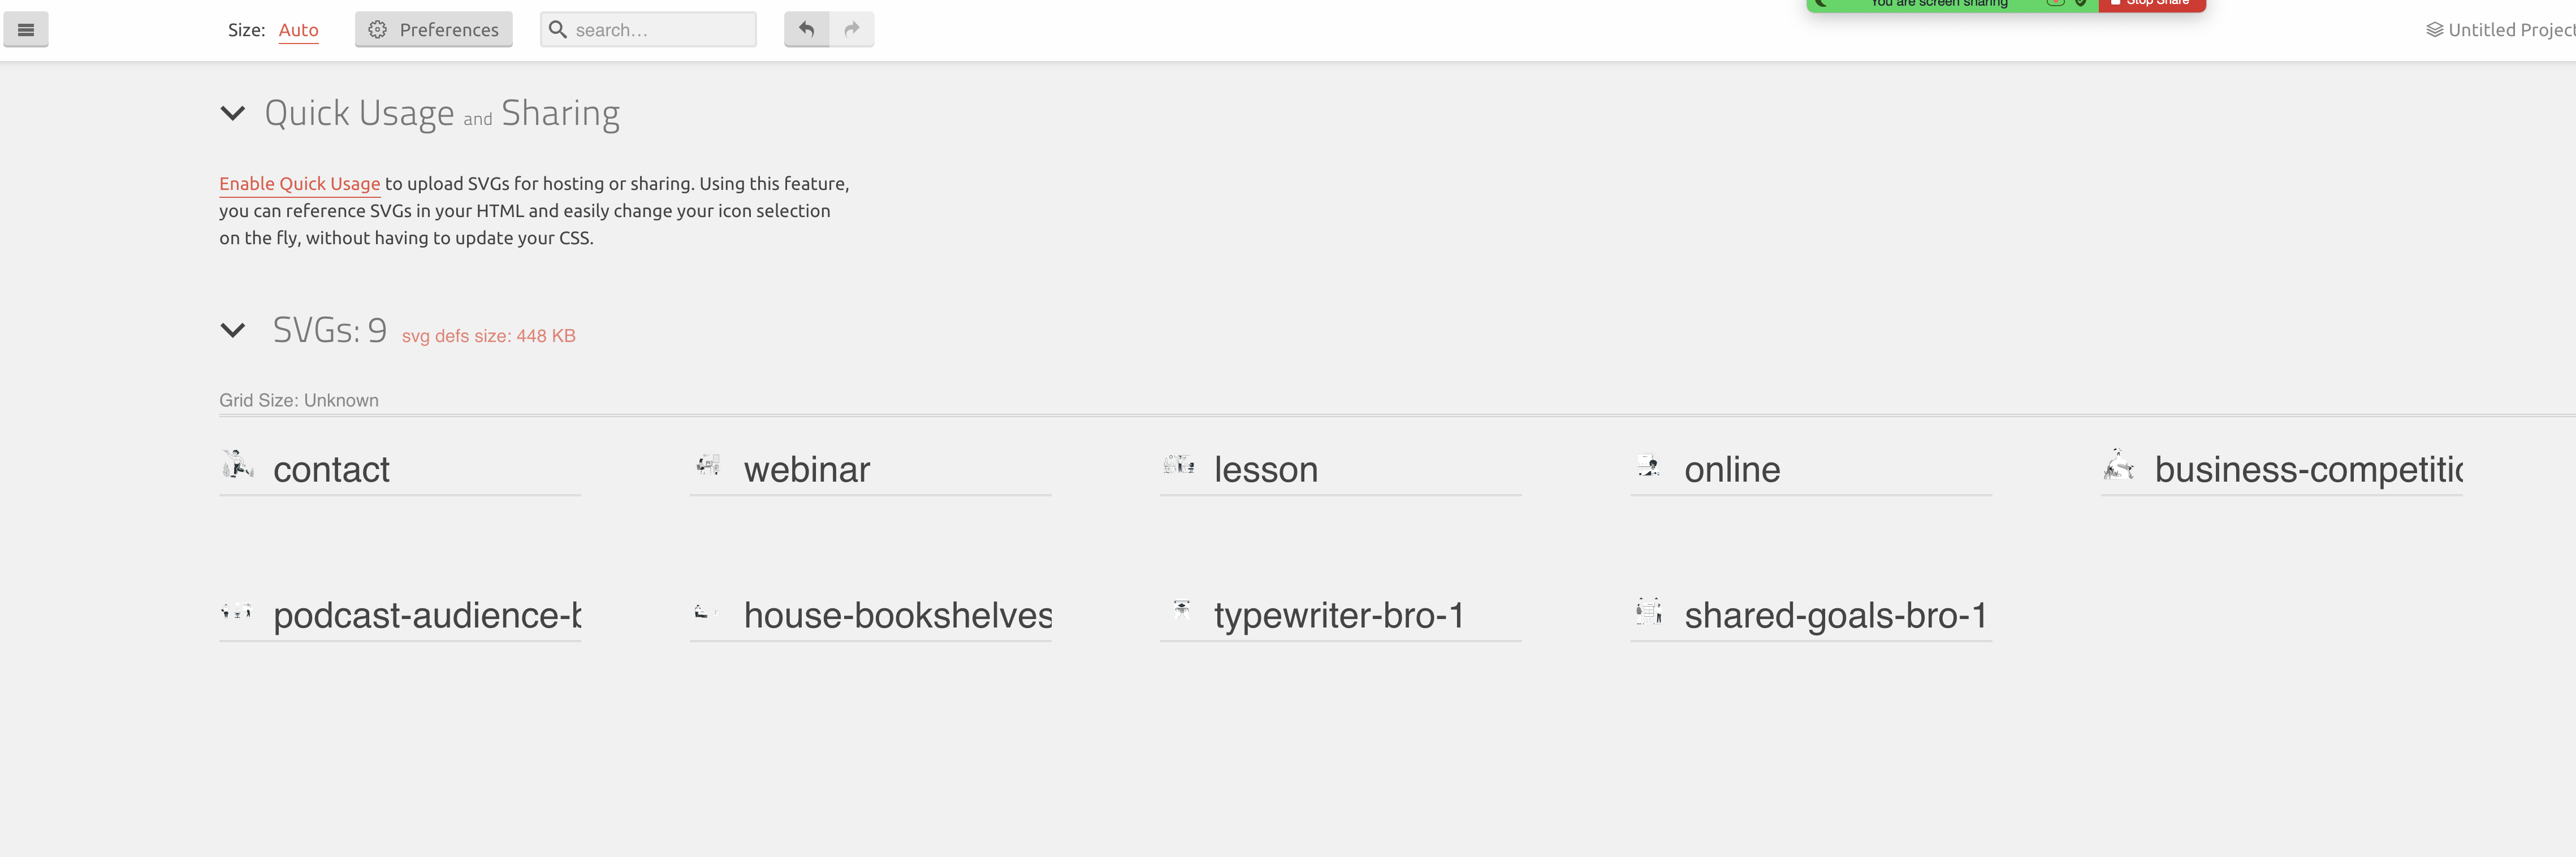 You are screen sharing Stop Share
Size: Auto Preferences search... Untitled Project
Quick Usage and Sharing
Enable Quick Usage to upload SVGs for hosting or sharing. Using this feature,
you can reference SVGs in your HTML and easily change your icon selection
on the fly, without having to update your CSS.
SVGs: 9 svg defs size: 448 KB
Grid Size: Unknown
contact webinar lesson online business-competitic
podcast-audience-b house-bookshelves typewriter-bro-1 shared-goals-bro-1